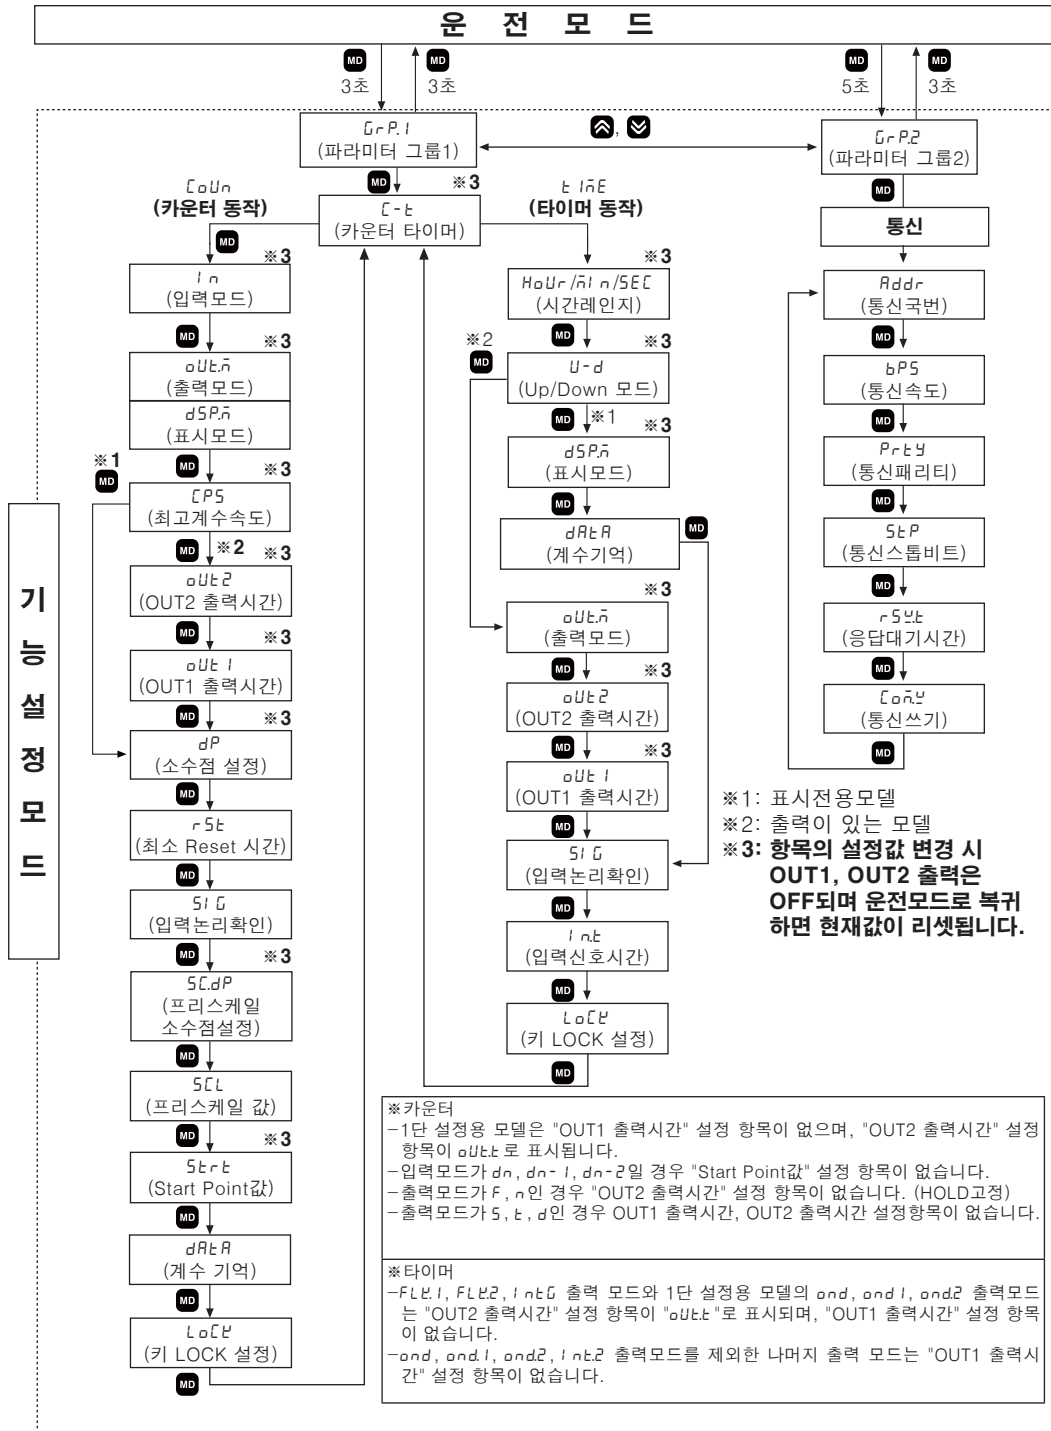 운 전 모 드
MD MD MD MD
3초 3초 5초 3초
GrP.1
(파라미터 그룹1)
GrP.2
(파라미터 그룹2)
MD ※3
MD
CoUn
(카운터 동작)
C-t
(카운터 타이머)
tIME
(타이머 동작)
통신
MD
※3
In
(입력모드)
MD ※3
oUt.m
(출력모드)
dSP.m
(표시모드)
※1
MD
MD ※3
CPS
(최고계수속도)
MD ※2 ※3
oUt2
(OUT2 출력시간)
MD ※3
oUt1
(OUT1 출력시간)
MD ※3
dP
(소수점 설정)
MD
rSt
(최소 Reset 시간)
MD
SIG
(입력논리확인)
MD ※3
SC.dP
(프리스케일
소수점설정)
MD
SCL
(프리스케일 값)
MD ※3
Strt
(Start Point값)
MD
dAtA
(계수 기억)
MD
LoCK
(키 LOCK 설정)
MD
※3
HoUr/mIn/SEC
(시간레인지)
MD ※3
※2
MD
U-d
(Up/Down 모드)
MD ※1
※3
dSP.m
(표시모드)
MD
dAtA
(계수기억)
MD
※3
oUt.m
(출력모드)
MD ※3
oUt2
(OUT2 출력시간)
MD ※3
oUt1
(OUT1 출력시간)
MD
SIG
(입력논리확인)
MD
In.t
(입력신호시간)
MD
LoCK
(키 LOCK 설정)
MD
Addr
(통신국번)
MD
bPS
(통신속도)
MD
PrtY
(통신패리티)
MD
StP
(통신스톱비트)
MD
rSY.t
(응답대기시간)
MD
Com.Y
(통신쓰기)
MD
기
능
설
정
모
드
※1: 표시전용모델
※2: 출력이 있는 모델
※3: 항목의 설정값 변경 시
OUT1, OUT2 출력은
OFF되며 운전모드로 복귀
하면 현재값이 리셋됩니다.
※카운터
-1단 설정용 모델은 "OUT1 출력시간" 설정 항목이 없으며, "OUT2 출력시간" 설정
항목이 oUt.t로 표시됩니다.
-입력모드가 dn, dn-1, dn-2일 경우 "Start Point값" 설정 항목이 없습니다.
-출력모드가 F, n인 경우 "OUT2 출력시간" 설정 항목이 없습니다. (HOLD고정)
-출력모드가 S, t, d인 경우 OUT1 출력시간, OUT2 출력시간 설정항목이 없습니다.
※타이머
-FLK.1, FLK.2, IntG 출력 모드와 1단 설정용 모델의 ond, ond1, ond.2 출력모드
는 "OUT2 출력시간" 설정 항목이 "oUt.t"로 표시되며, "OUT1 출력시간" 설정 항목
이 없습니다.
-ond, ond.1, ond.2, Int.2 출력모드를 제외한 나머지 출력 모드는 "OUT1 출력시
간" 설정 항목이 없습니다.